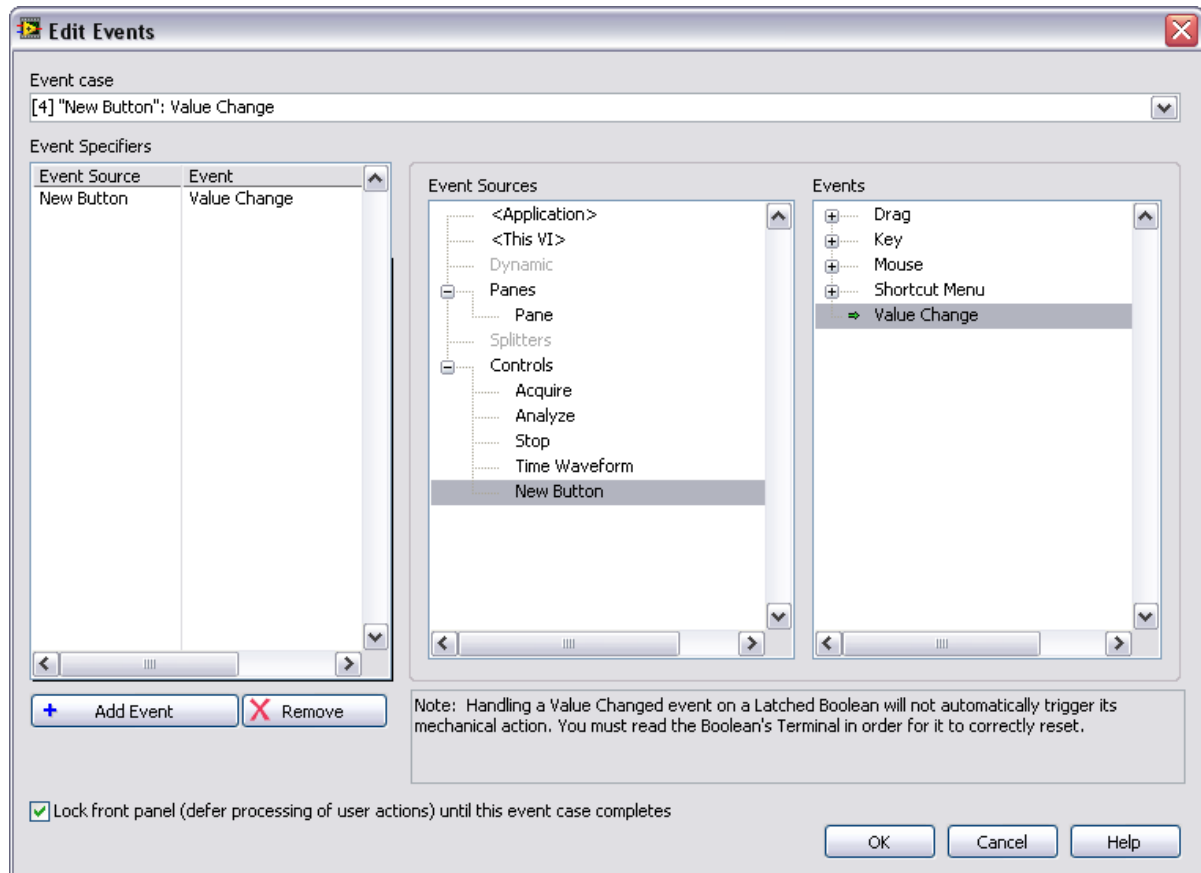 Edit Events
Event case
[4] "New Button": Value Change
Event Specifiers
Event Source Event
New Button Value Change
Event Sources
<Application>
<This VI>
Dynamic
Panes
Pane
Splitters
Controls
Acquire
Analyze
Stop
Time Waveform
New Button
Events
Drag
Key
Mouse
Shortcut Menu
Value Change
Add Event
Remove
Note: Handling a Value Changed event on a Latched Boolean will not automatically trigger its
mechanical action. You must read the Boolean's Terminal in order for it to correctly reset.
Lock front panel (defer processing of user actions) until this event case completes
OK
Cancel
Help